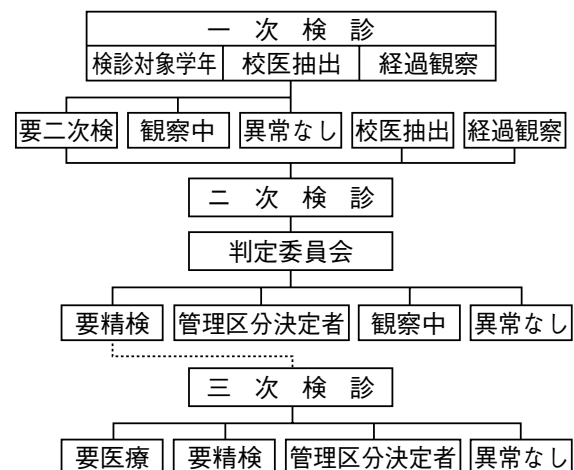 一次検診
検診対象学年 校医抽出 経過観察
要二次検 観察中 異常なし 校医抽出 経過観察
二次検診
判定委員会
要精検 管理区分決定者 観察中 異常なし
三次検診
要医療 要精検 管理区分決定者 異常なし